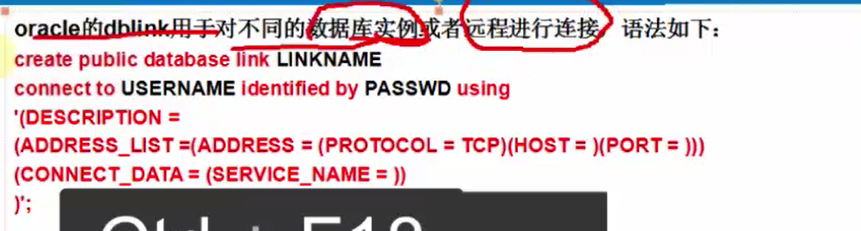 oracle的dblink用于对不同的数据库实例或者远程进行连接，语法如下：
create public database link LINKNAME
connect to USERNAME identified by PASSWD using
'(DESCRIPTION =
(ADDRESS_LIST =(ADDRESS = (PROTOCOL = TCP)(HOST = )(PORT = )))
(CONNECT_DATA = (SERVICE_NAME = ))
)';